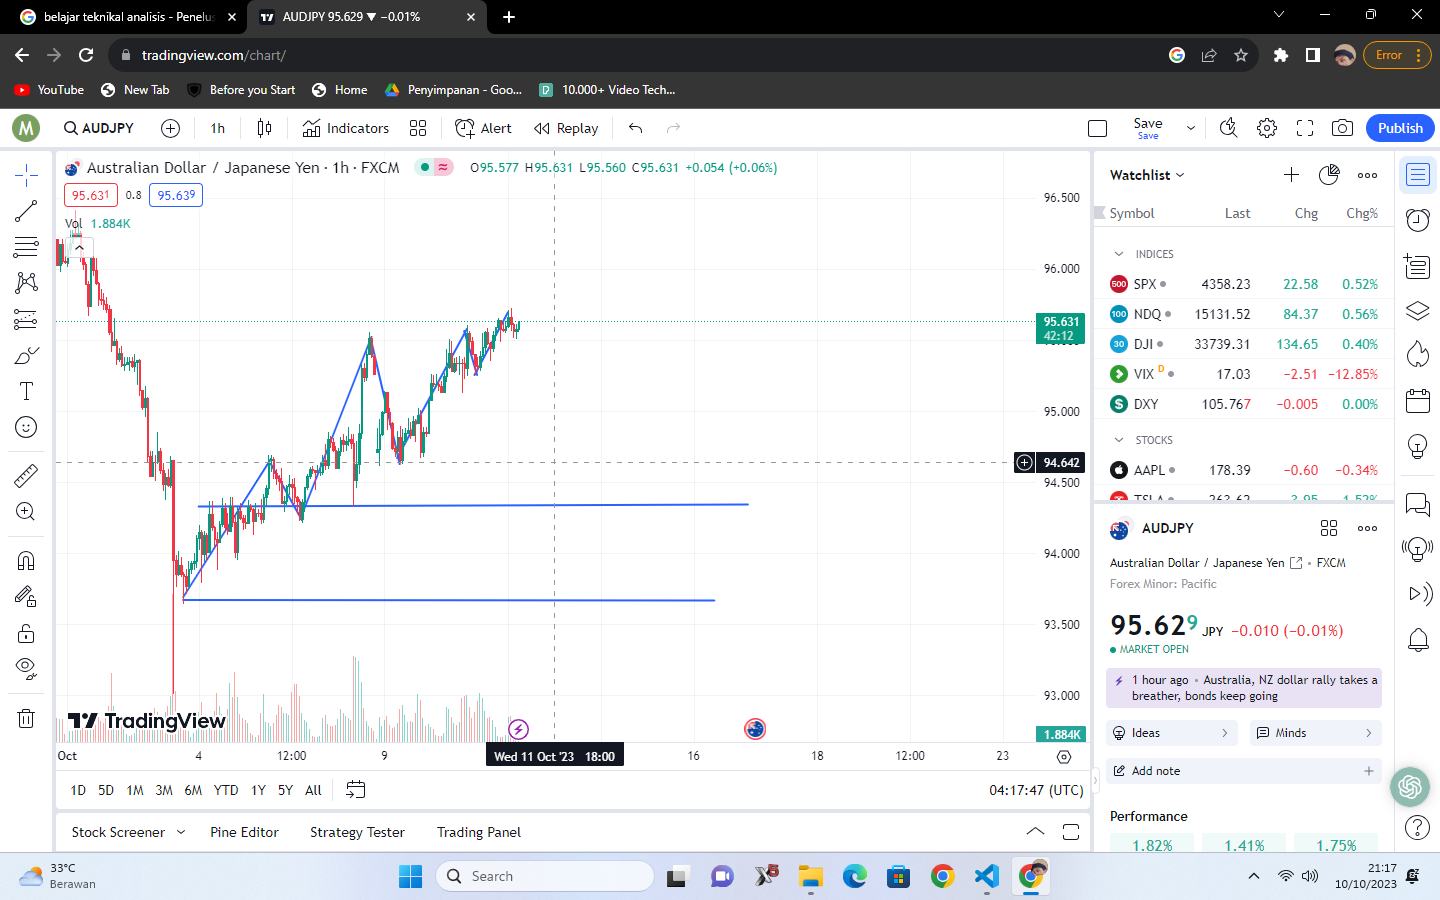 belajar teknikal analisis - Penelus
AUDJPY 95.629 ▼ −0.01%
tradingview.com/chart/
Error
YouTube
New Tab
Before you Start
Home
Penyimpanan - Goo...
10.000+ Video Tech...
M
AUDJPY
1h
Indicators
Alert
Replay
Save
Save
Publish
Australian Dollar / Japanese Yen · 1h · FXCM
O95.577 H95.631 L95.560 C95.631 +0.054 (+0.06%)
95.631
0.8
95.639
Vol 1.884K
96.500
96.000
95.631
42:12
95.000
94.642
94.500
94.000
93.500
93.000
1.884K
TradingView
Oct
4
12:00
9
Wed 11 Oct '23 18:00
16
18
12:00
23
1D 5D 1M 3M 6M YTD 1Y 5Y All
04:17:47 (UTC)
Stock Screener
Pine Editor
Strategy Tester
Trading Panel
Watchlist
Symbol Last Chg Chg%
INDICES
500 SPX 4358.23 22.58 0.52%
100 NDQ 15131.52 84.37 0.56%
30 DJI 33739.31 134.65 0.40%
VIX D 17.03 −2.51 −12.85%
DXY 105.767 −0.005 0.00%
STOCKS
AAPL 178.39 −0.60 −0.34%
TSLA 263.62 3.95 1.52%
AUDJPY
Australian Dollar / Japanese Yen • FXCM
Forex Minor: Pacific
95.629 JPY −0.010 (−0.01%)
MARKET OPEN
1 hour ago • Australia, NZ dollar rally takes a
breather, bonds keep going
Ideas
Minds
Add note
Performance
1.82%
1.41%
1.75%
33°C
Berawan
Search
21:17
10/10/2023